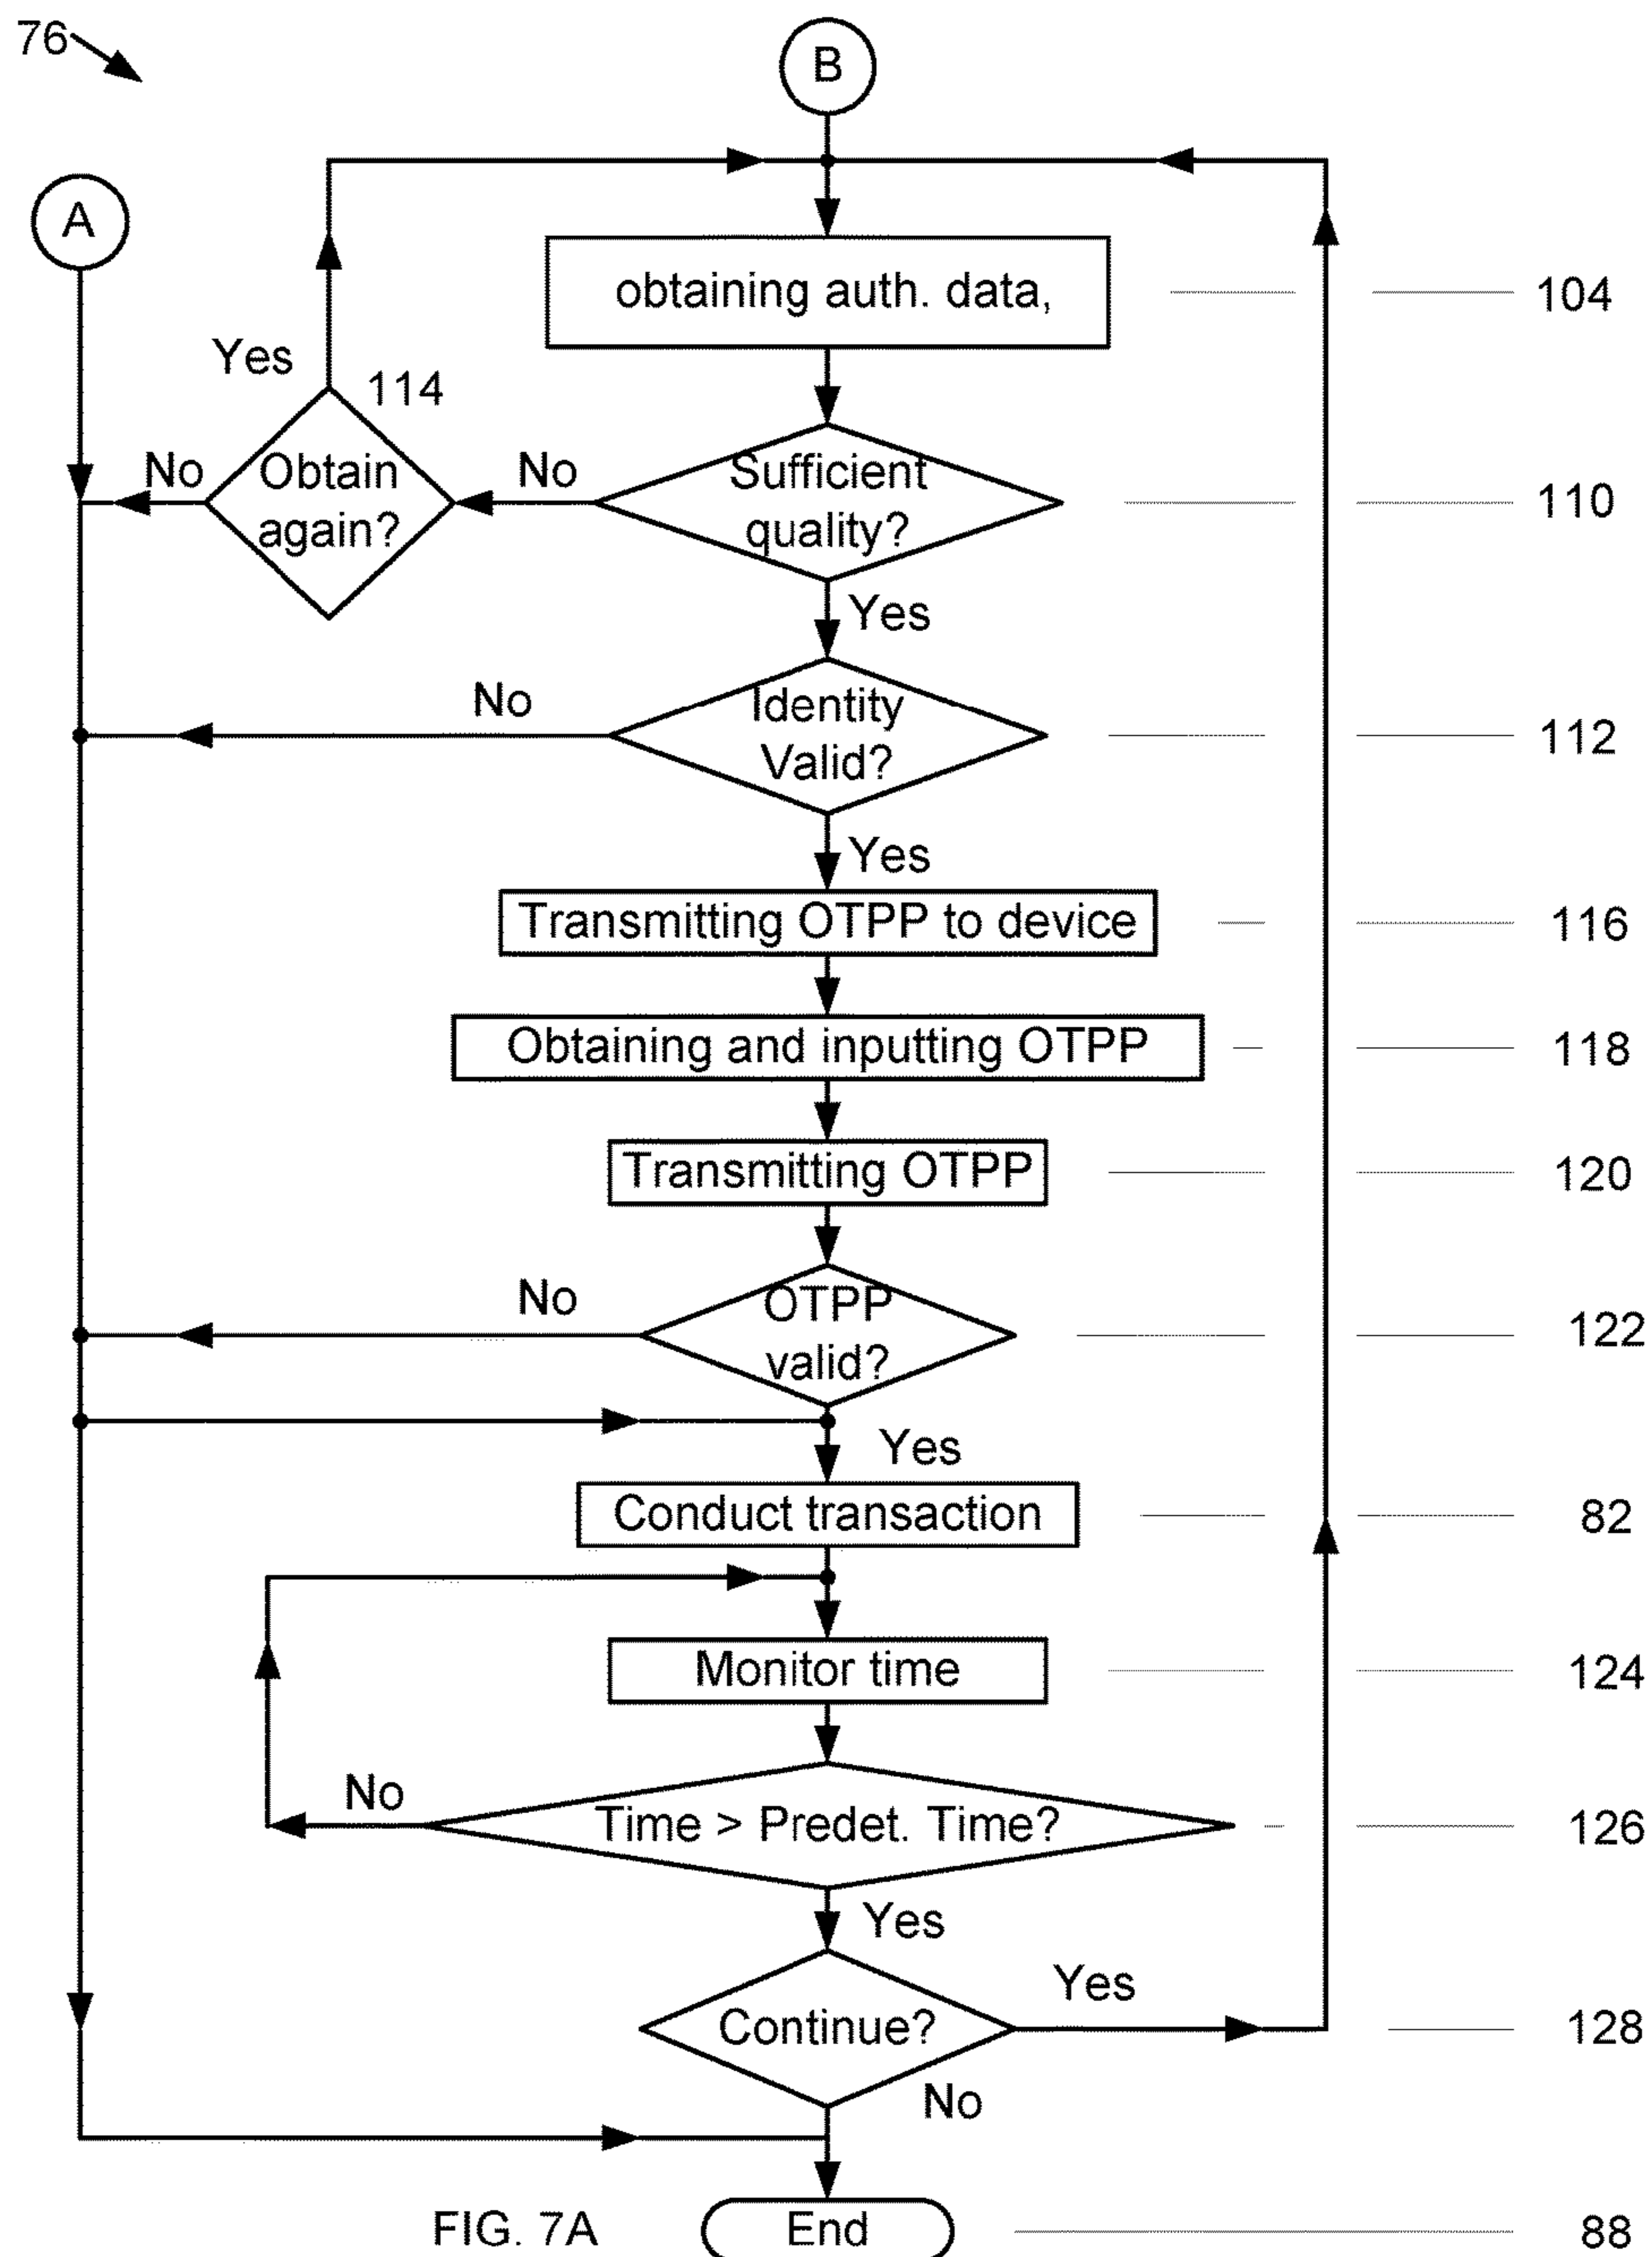 76
B
A
obtaining auth. data,
104
Yes
114
No
Obtain
again?
No
Sufficient
quality?
110
Yes
No
Identity
Valid?
112
Yes
Transmitting OTPP to device
116
Obtaining and inputting OTPP
118
Transmitting OTPP
120
No
OTPP
valid?
122
Yes
Conduct transaction
82
Monitor time
124
No
Time > Predet. Time?
126
Yes
Continue?
Yes
128
No
FIG. 7A
End
88